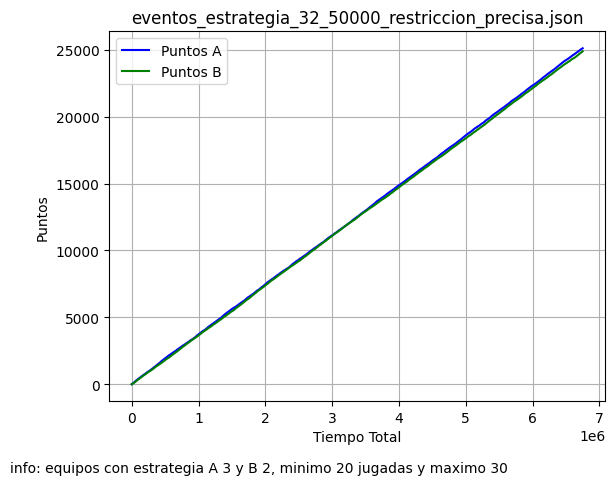 eventos_estrategia_32_50000_restriccion_precisa.json
Puntos A
Puntos B
25000
20000
15000
10000
5000
0
Puntos
0 1 2 3 4 5 6 7
1e6
Tiempo Total
info: equipos con estrategia A 3 y B 2, minimo 20 jugadas y maximo 30